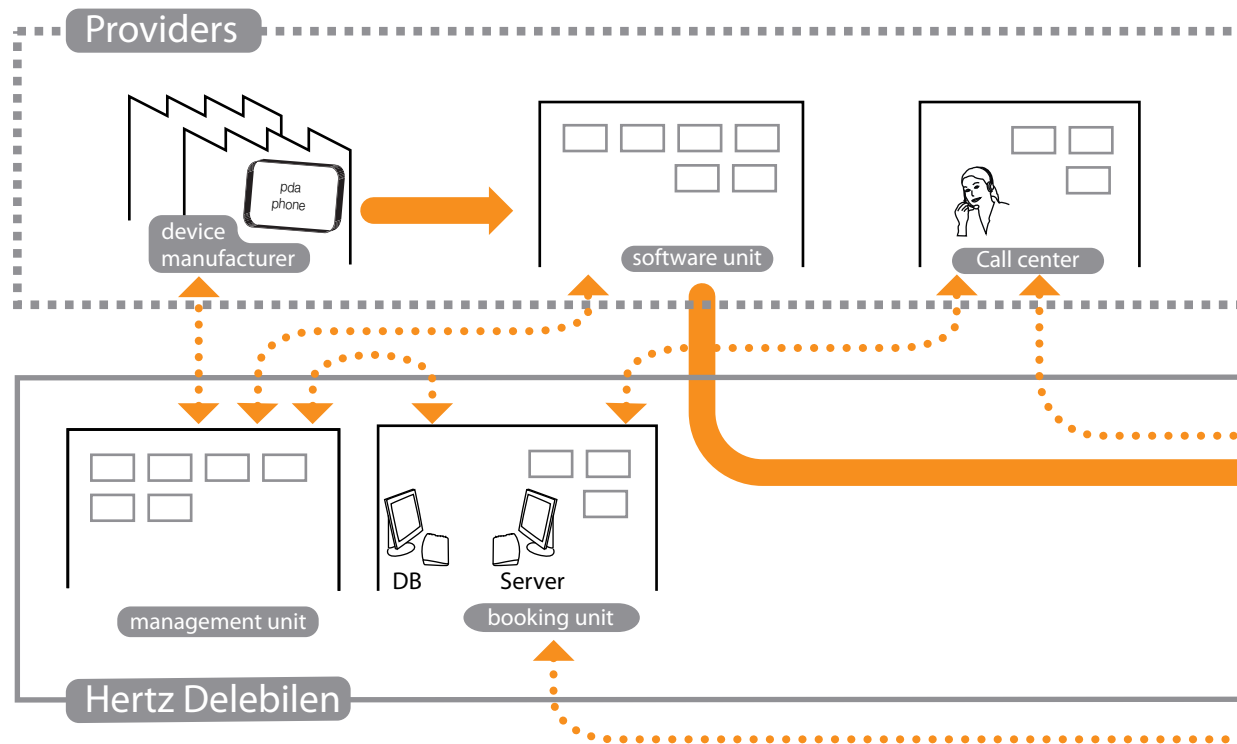 Providers
pda
phone
device
manufacturer
software unit
Call center
DB
Server
management unit
booking unit
Hertz Delebilen